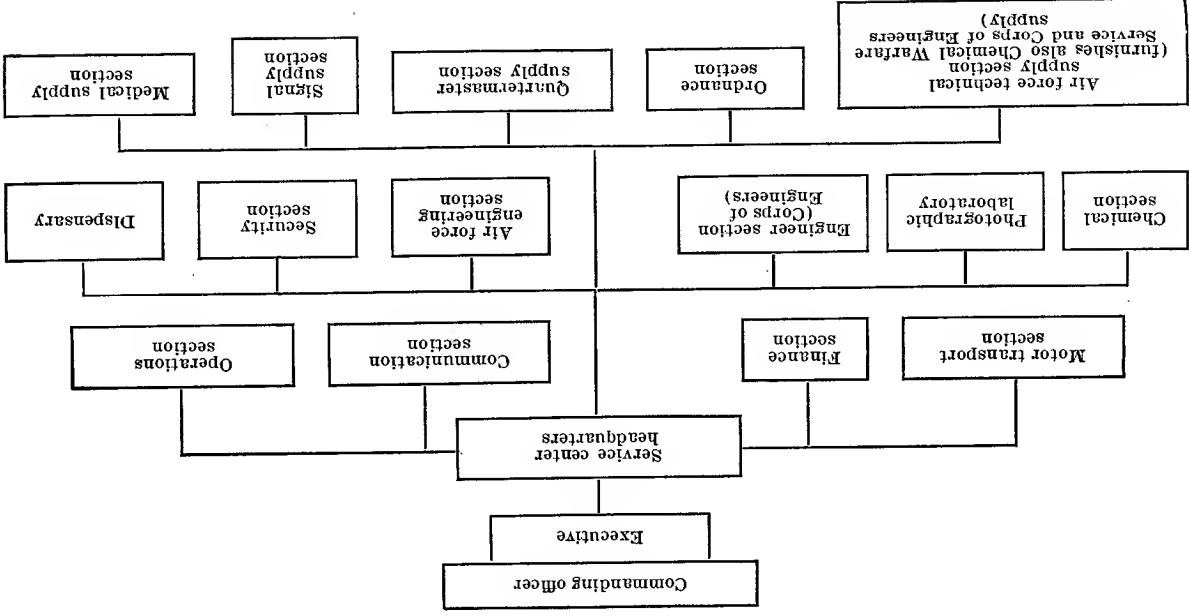 Commanding officer
Executive
Service center
headquarters
Motor transport
section
Finance
section
Communication
section
Operations
section
Chemical
section
Photographic
laboratory
Engineer section
(Corps of
Engineers)
Air force
engineering
section
Security
section
Dispensary
Air force technical
supply section
(furnishes also Chemical Warfare
Service and Corps of Engineers
supply)
Ordnance
section
Quartermaster
supply section
Signal
supply
section
Medical supply
section